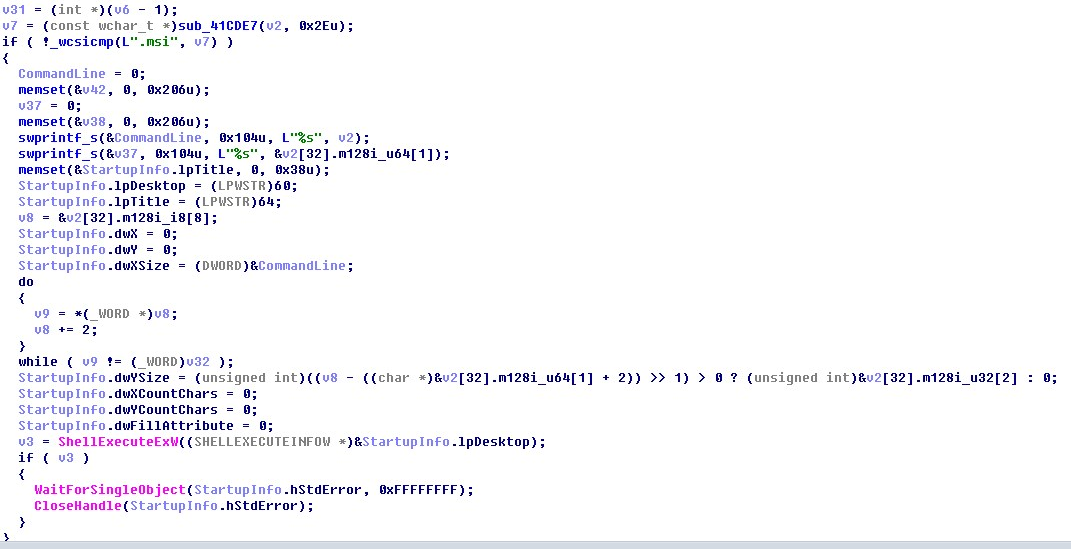 v31 = (int *)(v6 - 1);
v7 = (const wchar_t *)sub_41CDE7(v2, 0x2Eu);
if ( !_wcsicmp(L".msi", v7) )
{
  CommandLine = 0;
  memset(&v42, 0, 0x206u);
  v37 = 0;
  memset(&v38, 0, 0x206u);
  swprintf_s(&CommandLine, 0x104u, L"%s", v2);
  swprintf_s(&v37, 0x104u, L"%s", &v2[32].m128i_u64[1]);
  memset(&StartupInfo.lpTitle, 0, 0x38u);
  StartupInfo.lpDesktop = (LPWSTR)60;
  StartupInfo.lpTitle = (LPWSTR)64;
  v8 = &v2[32].m128i_i8[8];
  StartupInfo.dwX = 0;
  StartupInfo.dwY = 0;
  StartupInfo.dwXSize = (DWORD)&CommandLine;
  do
  {
    v9 = *(_WORD *)v8;
    v8 += 2;
  }
  while ( v9 != (_WORD)v32 );
  StartupInfo.dwYSize = (unsigned int)((v8 - ((char *)&v2[32].m128i_u64[1] + 2)) >> 1) > 0 ? (unsigned int)&v2[32].m128i_u32[2] : 0;
  StartupInfo.dwXCountChars = 0;
  StartupInfo.dwYCountChars = 0;
  StartupInfo.dwFillAttribute = 0;
  v3 = ShellExecuteExW((SHELLEXECUTEINFOW *)&StartupInfo.lpDesktop);
  if ( v3 )
  {
    WaitForSingleObject(StartupInfo.hStdError, 0xFFFFFFFF);
    CloseHandle(StartupInfo.hStdError);
  }
}